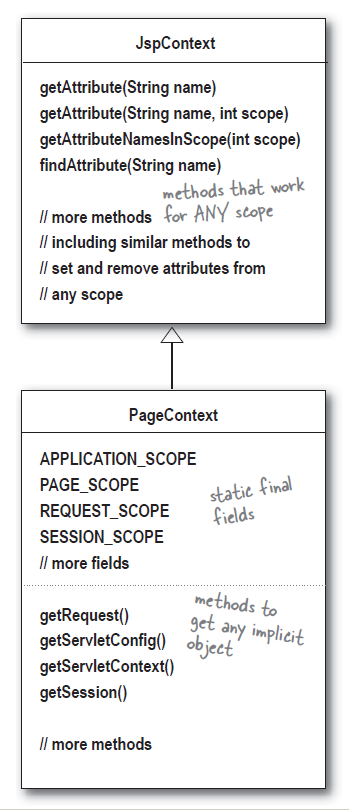 JspContext
getAttribute(String name)
getAttribute(String name, int scope)
getAttributeNamesInScope(int scope)
findAttribute(String name)
methods that work
for ANY scope
// more methods
// including similar methods to
// set and remove attributes from
// any scope
PageContext
APPLICATION_SCOPE
PAGE_SCOPE
REQUEST_SCOPE
SESSION_SCOPE
// more fields
static final
fields
methods to
get any implicit
object
getRequest()
getServletConfig()
getServletContext()
getSession()
// more methods